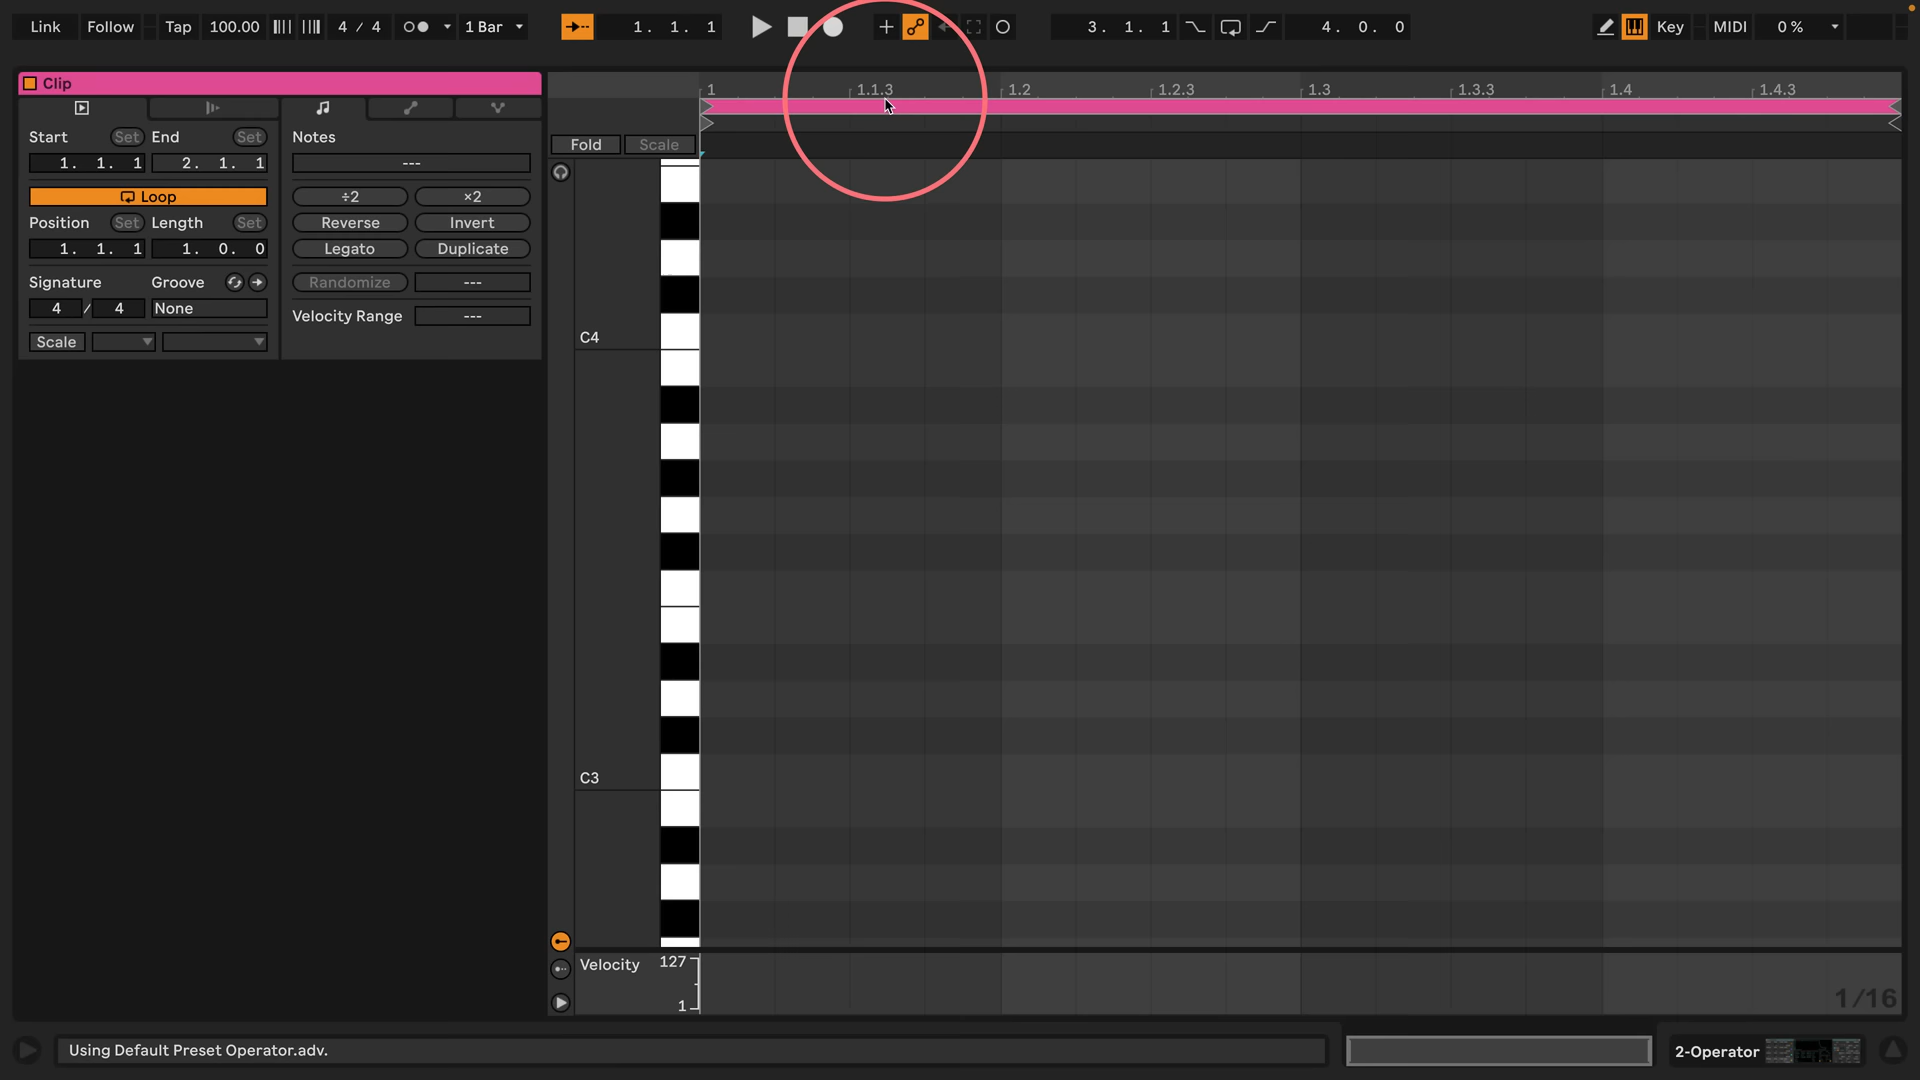 Link Follow Tap 100.00 4 / 4 1 Bar 1. 1. 1 3. 1. 1 4. 0. 0 Key MIDI 0 %
Clip
1 1.1.3 1.2 1.2.3 1.3 1.3.3 1.4 1.4.3
Start Set End Set Notes
Fold Scale
1. 1. 1 2. 1. 1 ---
Loop ÷2 ×2
Position Set Length Set Reverse Invert
1. 1. 1 1. 0. 0 Legato Duplicate
Signature Groove Randomize ---
4 / 4 None Velocity Range ---
Scale
C4
C3
Velocity 127
1
1/16
Using Default Preset Operator.adv. 2-Operator